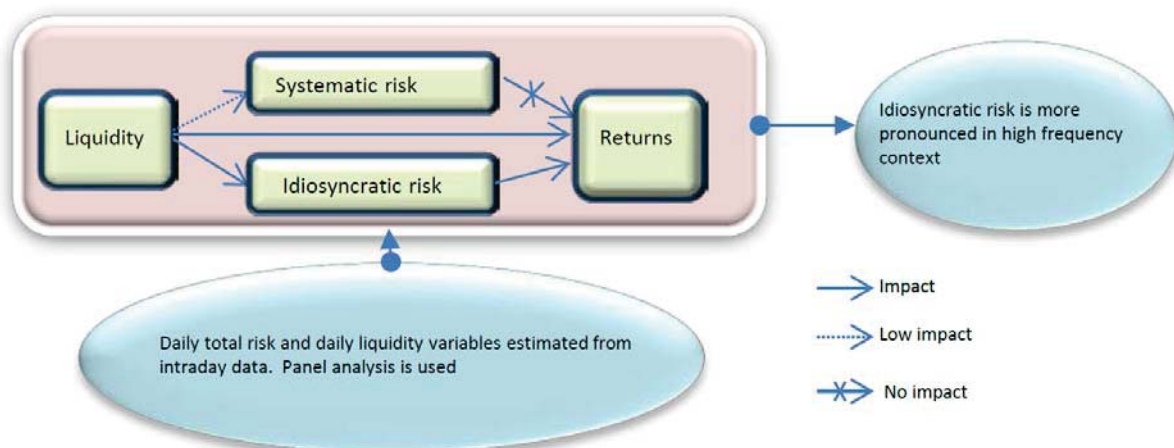 Systematic risk
Liquidity
Returns
Idiosyncratic risk
Idiosyncratic risk is more
pronounced in high frequency
context
Daily total risk and daily liquidity variables estimated from
intraday data. Panel analysis is used
Impact
Low impact
No impact